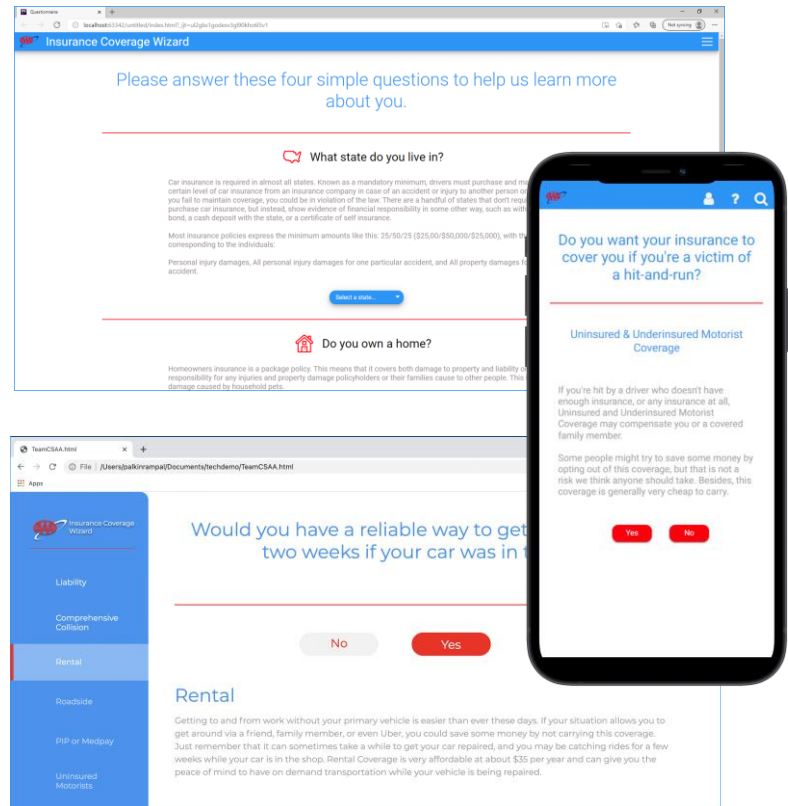 Questionnaire
localhost:63342/untitled/index.html?_ijt=ul2gbs1godesv3gf90kho6l5v1
Not syncing
Insurance Coverage Wizard
Please answer these four simple questions to help us learn more
about you.
What state do you live in?
Car insurance is required in almost all states. Known as a mandatory minimum, drivers must purchase and
certain level of car insurance from an insurance company in case of an accident or injury to another person or
you fail to maintain coverage, you could be in violation of the law. There are a handful of states that don't
purchase car insurance, but instead, show evidence of financial responsibility in some other way, such as
bond, a cash deposit with the state, or a certificate of self insurance.
Most insurance policies express the minimum amounts like this: 25/50/25 ($25,00/$50,000/$25,000), with
corresponding to the individuals:
Personal injury damages, All personal injury damages for one particular accident, and All property damages
accident.
Select a state...
Do you own a home?
Homeowners insurance is a package policy. This means that it covers both damage to property and liability
responsibility for any injuries and property damage policyholders or their families cause to other people. This
damage caused by household pets.
Do you want your insurance to
cover you if you're a victim of
a hit-and-run?
Uninsured & Underinsured Motorist
Coverage
If you're hit by a driver who doesn't have
enough insurance, or any insurance at all,
Uninsured and Underinsured Motorist
Coverage may compensate you or a covered
family member.
Some people might try to save some money by
opting out of this coverage, but that is not a
risk we think anyone should take. Besides, this
coverage is generally very cheap to carry.
Yes
No
TeamCSAA.html
File | /Users/palkinrampal/Documents/techdemo/TeamCSAA.html
Apps
Insurance Coverage
Wizard
Liability
Comprehensive
Collision
Rental
Roadside
PIP or Medpay
Uninsured
Motorists
Would you have a reliable way to get
two weeks if your car was in
No
Yes
Rental
Getting to and from work without your primary vehicle is easier than ever these days. If your situation allows you to
get around via a friend, family member, or even Uber, you could save some money by not carrying this coverage.
Just remember that it can sometimes take a while to get your car repaired, and you may be catching rides for a few
weeks while your car is in the shop. Rental Coverage is very affordable at about $35 per year and can give you the
peace of mind to have on demand transportation while your vehicle is being repaired.